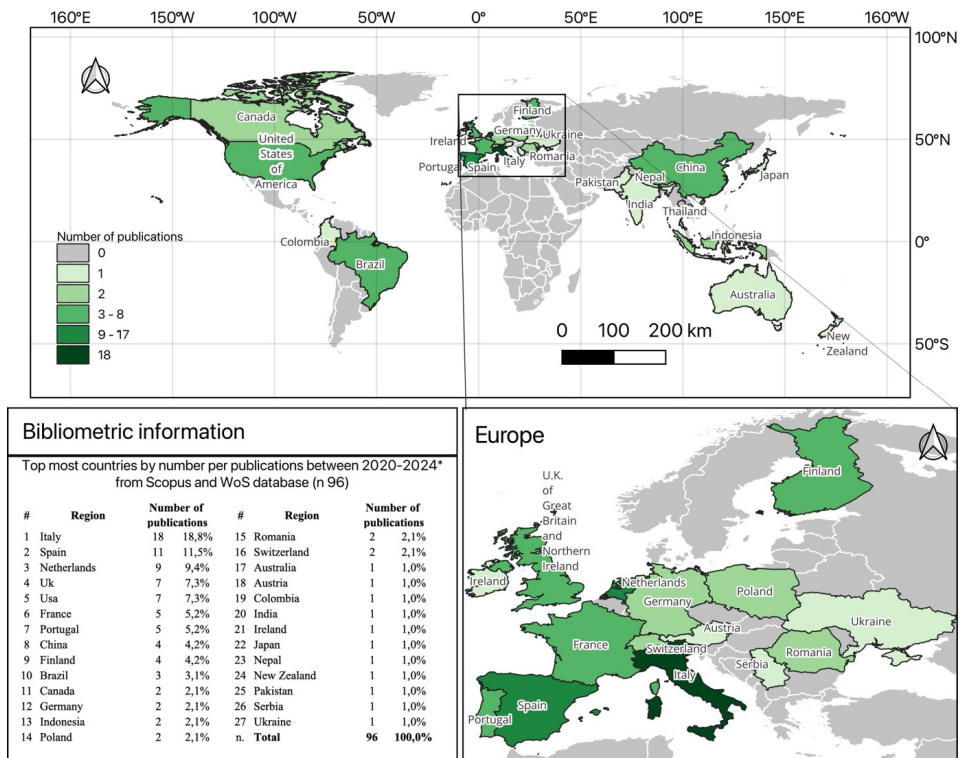 160°E 150°W 100°W 50°W 0° 50°E 100°E 150°E 160°W
100°N
50°N
0°
50°S
Canada
United
States
of
America
Colombia
Brazil
Finland
Ireland
Germany
Ukraine
Portugal
Spain
Italy
Romania
Pakistan
Nepal
China
Japan
India
Thailand
Indonesia
Australia
New
Zealand
Number of publications
0
1
2
3 - 8
9 - 17
18
0 100 200 km
Bibliometric information
Top most countries by number per publications between 2020-2024*
from Scopus and WoS database (n 96)
# Region Number of publications # Region Number of publications
1 Italy 18 18,8% 15 Romania 2 2,1%
2 Spain 11 11,5% 16 Switzerland 2 2,1%
3 Netherlands 9 9,4% 17 Australia 1 1,0%
4 Uk 7 7,3% 18 Austria 1 1,0%
5 Usa 7 7,3% 19 Colombia 1 1,0%
6 France 5 5,2% 20 India 1 1,0%
7 Portugal 5 5,2% 21 Ireland 1 1,0%
8 China 4 4,2% 22 Japan 1 1,0%
9 Finland 4 4,2% 23 Nepal 1 1,0%
10 Brazil 3 3,1% 24 New Zealand 1 1,0%
11 Canada 2 2,1% 25 Pakistan 1 1,0%
12 Germany 2 2,1% 26 Serbia 1 1,0%
13 Indonesia 2 2,1% 27 Ukraine 1 1,0%
14 Poland 2 2,1% n. Total 96 100,0%
Europe
U.K.
of
Great
Britain
and
Northern
Ireland
Finland
Ireland
Netherlands
Germany
Poland
Ukraine
Austria
France
Switzerland
Romania
Serbia
Italy
Spain
Portugal